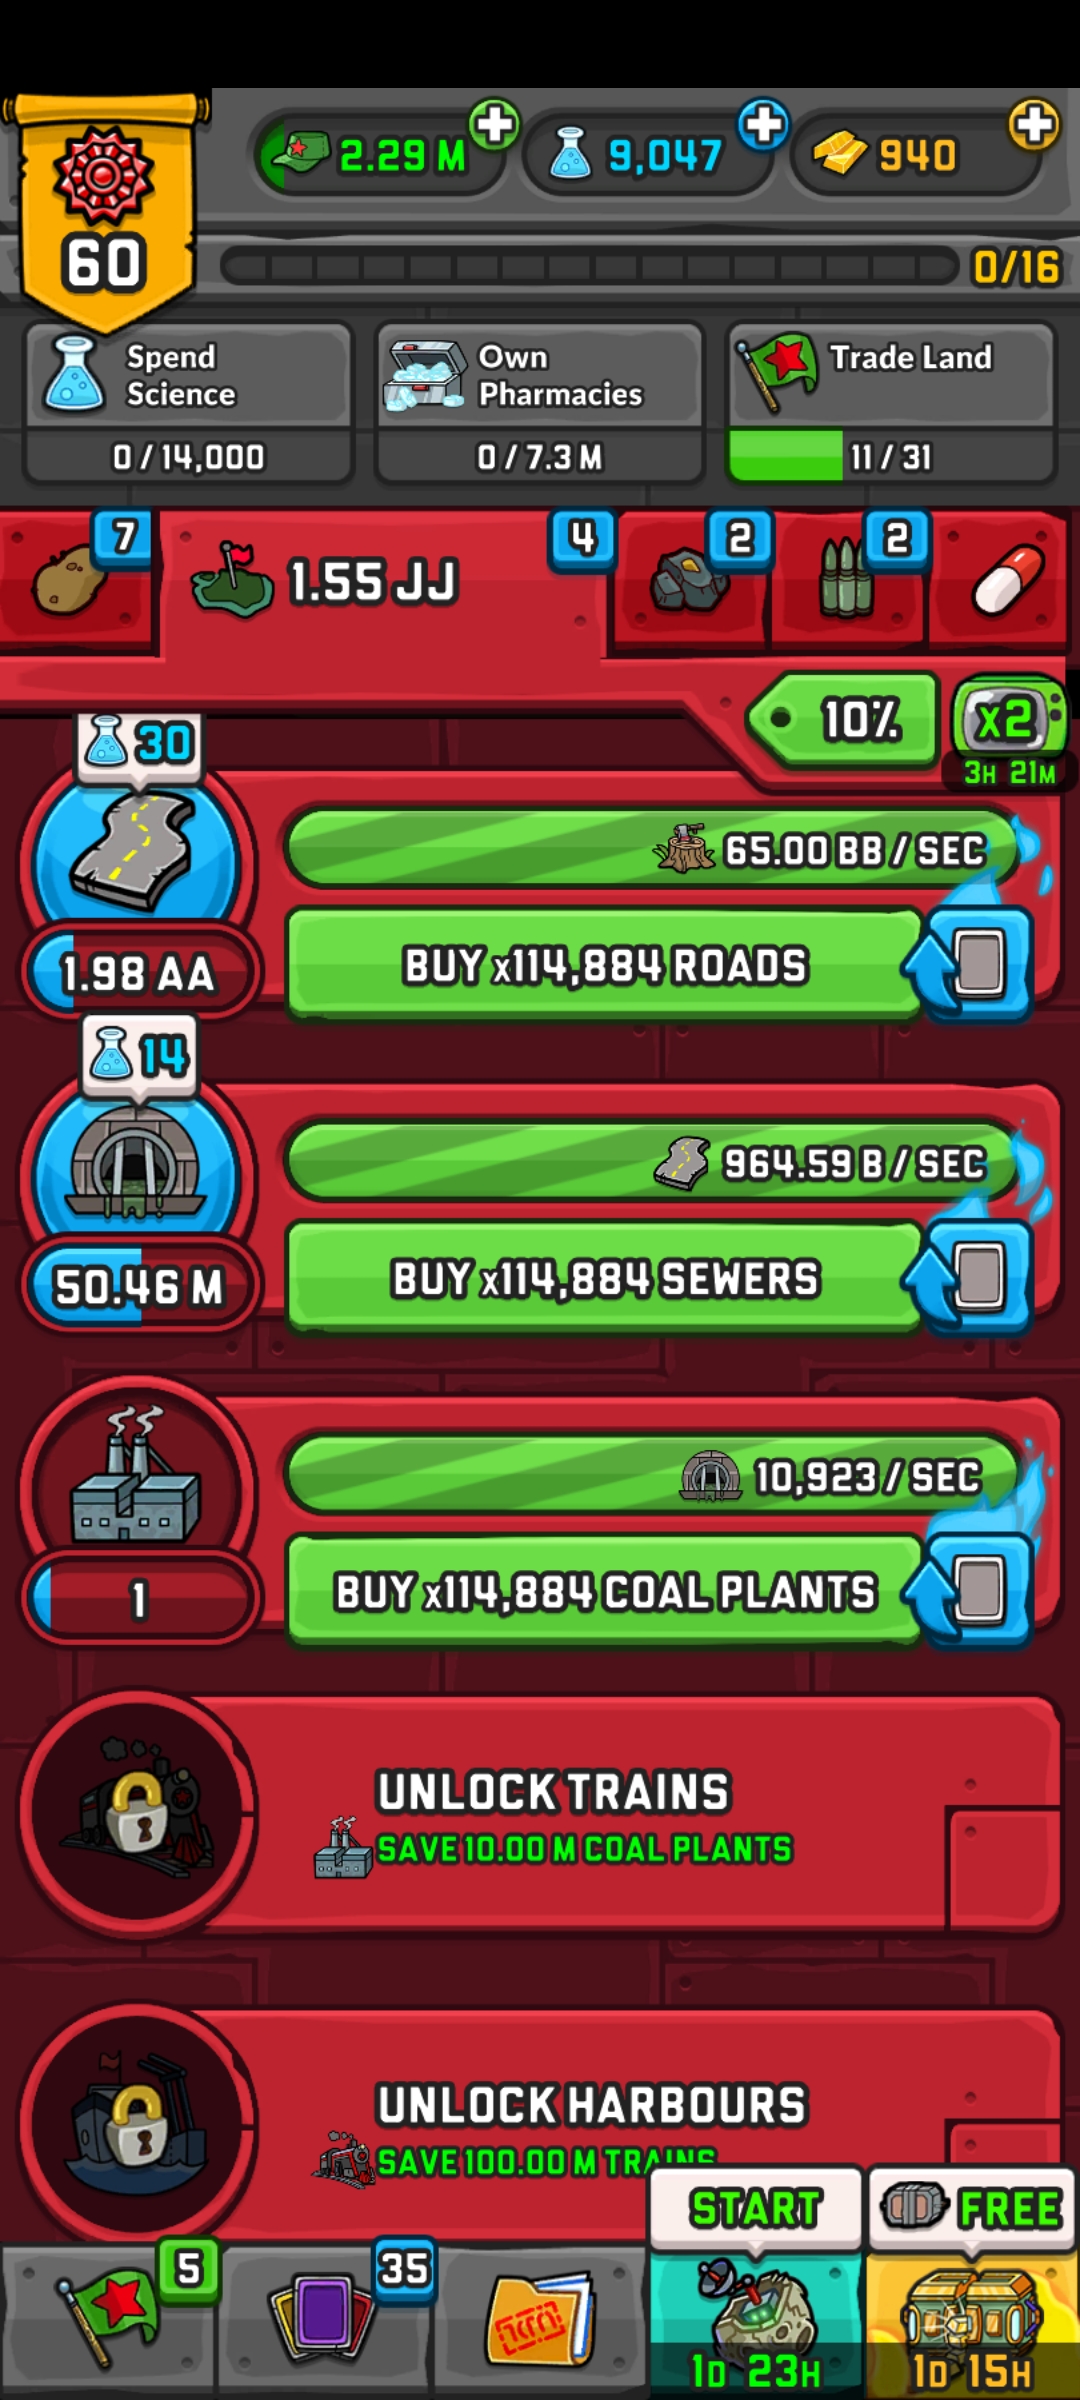 2.29 M
9,047
940
60
0/16
Spend
Science
0 / 14,000
Own
Pharmacies
0 / 7.3 M
Trade Land
11 / 31
7
1.55 JJ
4
2
2
10%
x2
3H 21M
30
65.00 BB / SEC
1.98 AA
BUY x114,884 ROADS
14
964.59 B / SEC
50.46 M
BUY x114,884 SEWERS
10,923 / SEC
1
BUY x114,884 COAL PLANTS
UNLOCK TRAINS
SAVE 10.00 M COAL PLANTS
UNLOCK HARBOURS
SAVE 100.00 M TRAINS
START
FREE
5
35
1D 23H
1D 15H